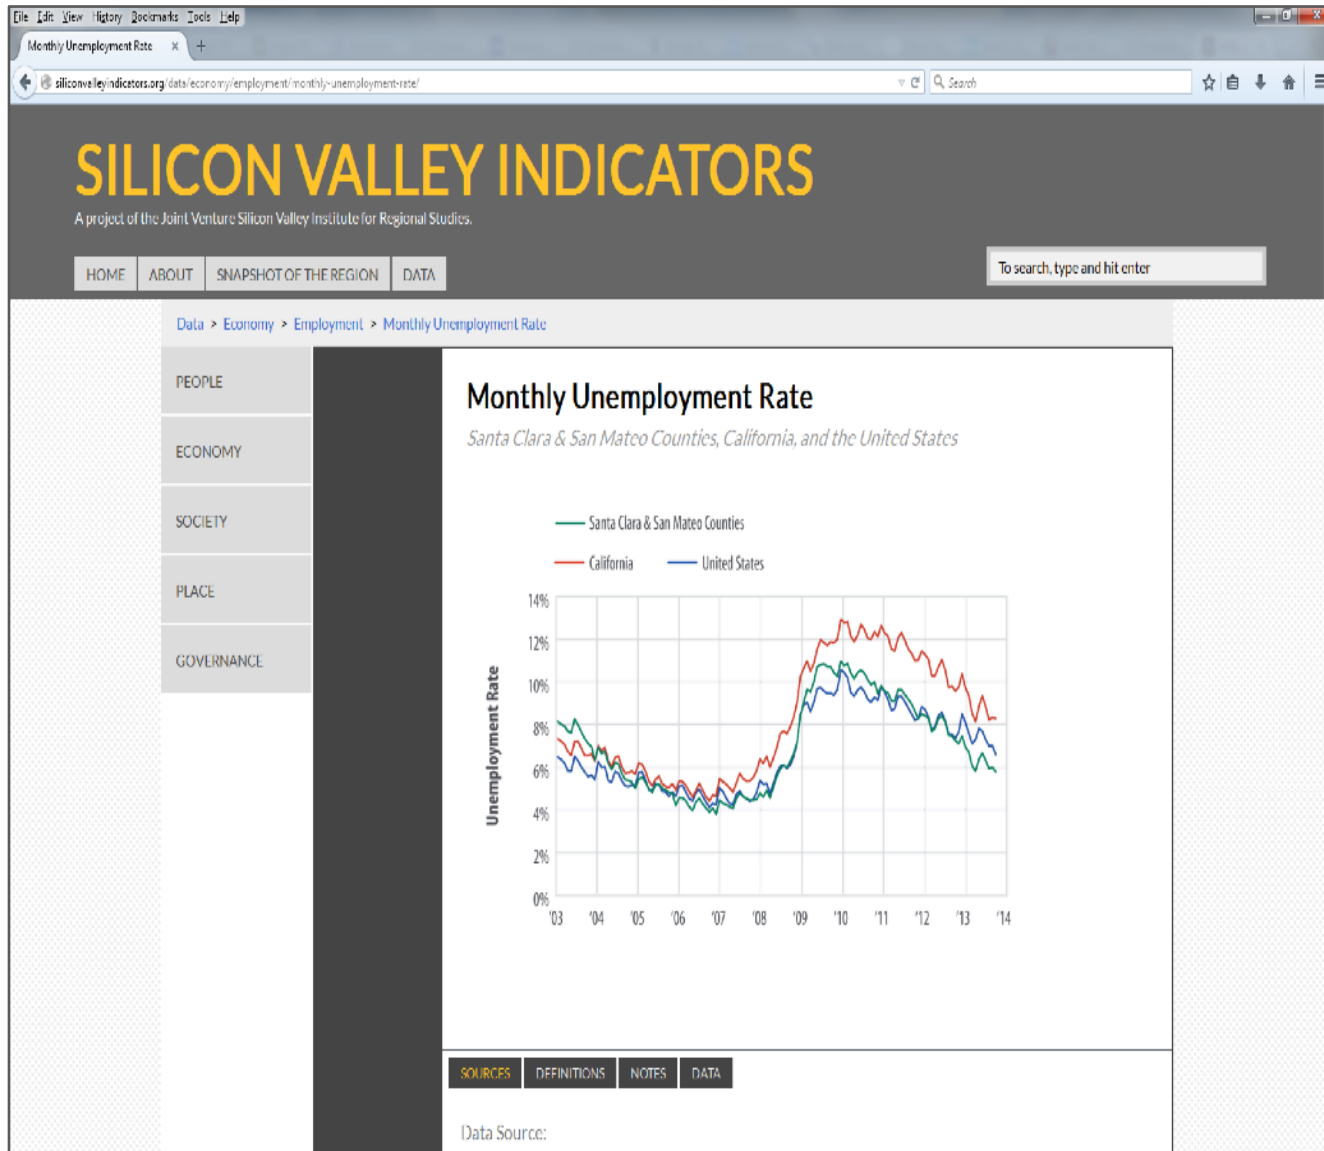 File Edit View History Bookmarks Tools Help
Monthly Unemployment Rate x +
siliconvalleyindicators.org/data/economy/employment/monthly-unemployment-rate/
Search
SILICON VALLEY INDICATORS
A project of the Joint Venture Silicon Valley Institute for Regional Studies.
HOME ABOUT SNAPSHOT OF THE REGION DATA
To search, type and hit enter
Data > Economy > Employment > Monthly Unemployment Rate
PEOPLE
ECONOMY
SOCIETY
PLACE
GOVERNANCE
Monthly Unemployment Rate
Santa Clara & San Mateo Counties, California, and the United States
Santa Clara & San Mateo Counties
California United States
Unemployment Rate
14%
12%
10%
8%
6%
4%
2%
0%
'03 '04 '05 '06 '07 '08 '09 '10 '11 '12 '13 '14
SOURCES DEFINITIONS NOTES DATA
Data Source: